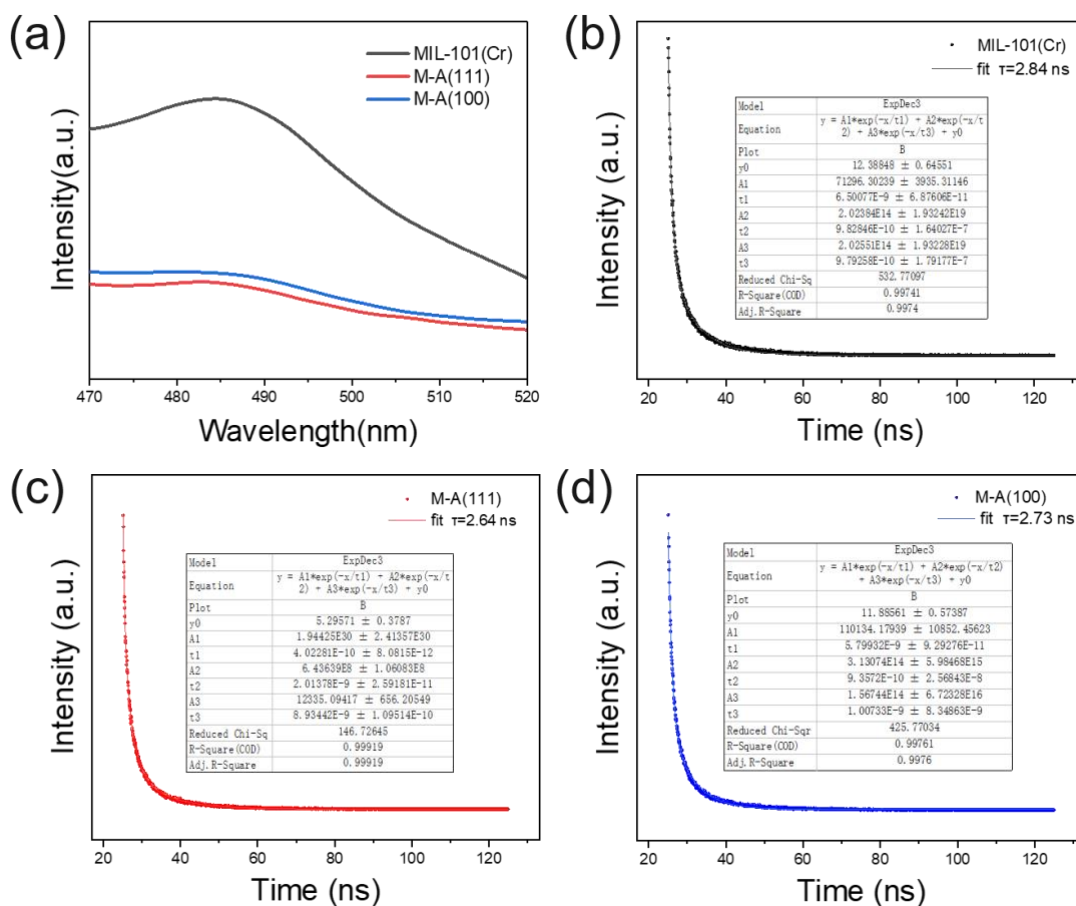 (a)
Intensity(a.u.)
MIL-101(Cr)
M-A(111)
M-A(100)
470 480 490 500 510 520
Wavelength(nm)
(b)
Intensity (a.u.)
MIL-101(Cr)
fit τ=2.84 ns
Model ExpDec3
Equation y = A1*exp(-x/t1) + A2*exp(-x/t
2) + A3*exp(-x/t3) + y0
Plot B
y0 12.38848 ± 0.64551
A1 71296.30239 ± 3935.31146
t1 6.50077E-9 ± 6.87606E-11
A2 2.02384E14 ± 1.93242E19
t2 9.82846E-10 ± 1.64027E-7
A3 2.02551E14 ± 1.93228E19
t3 9.79258E-10 ± 1.79177E-7
Reduced Chi-Sq 532.77097
R-Square(COD) 0.99741
Adj.R-Square 0.9974
20 40 60 80 100 120
Time (ns)
(c)
Intensity (a.u.)
M-A(111)
fit τ=2.64 ns
Model ExpDec3
Equation y = A1*exp(-x/t1) + A2*exp(-x/t
2) + A3*exp(-x/t3) + y0
Plot B
y0 5.29571 ± 0.3787
A1 1.94425E30 ± 2.41357E30
t1 4.02281E-10 ± 8.0815E-12
A2 6.43639E8 ± 1.06083E8
t2 2.01378E-9 ± 2.59181E-11
A3 12335.09417 ± 656.20549
t3 8.93442E-9 ± 1.09514E-10
Reduced Chi-Sq 146.72645
R-Square(COD) 0.99919
Adj.R-Square 0.99919
20 40 60 80 100 120
Time (ns)
(d)
Intensity (a.u.)
M-A(100)
fit τ=2.73 ns
Model ExpDec3
Equation y = A1*exp(-x/t1) + A2*exp(-x/t2)
+ A3*exp(-x/t3) + y0
Plot B
y0 11.88561 ± 0.57387
A1 110134.17939 ± 10852.45623
t1 5.79932E-9 ± 9.29276E-11
A2 3.13074E14 ± 5.98468E15
t2 9.3572E-10 ± 2.56843E-8
A3 1.56744E14 ± 6.72328E16
t3 1.00733E-9 ± 8.34863E-9
Reduced Chi-Sqr 425.77034
R-Square(COD) 0.99761
Adj.R-Square 0.9976
20 40 60 80 100 120
Time (ns)